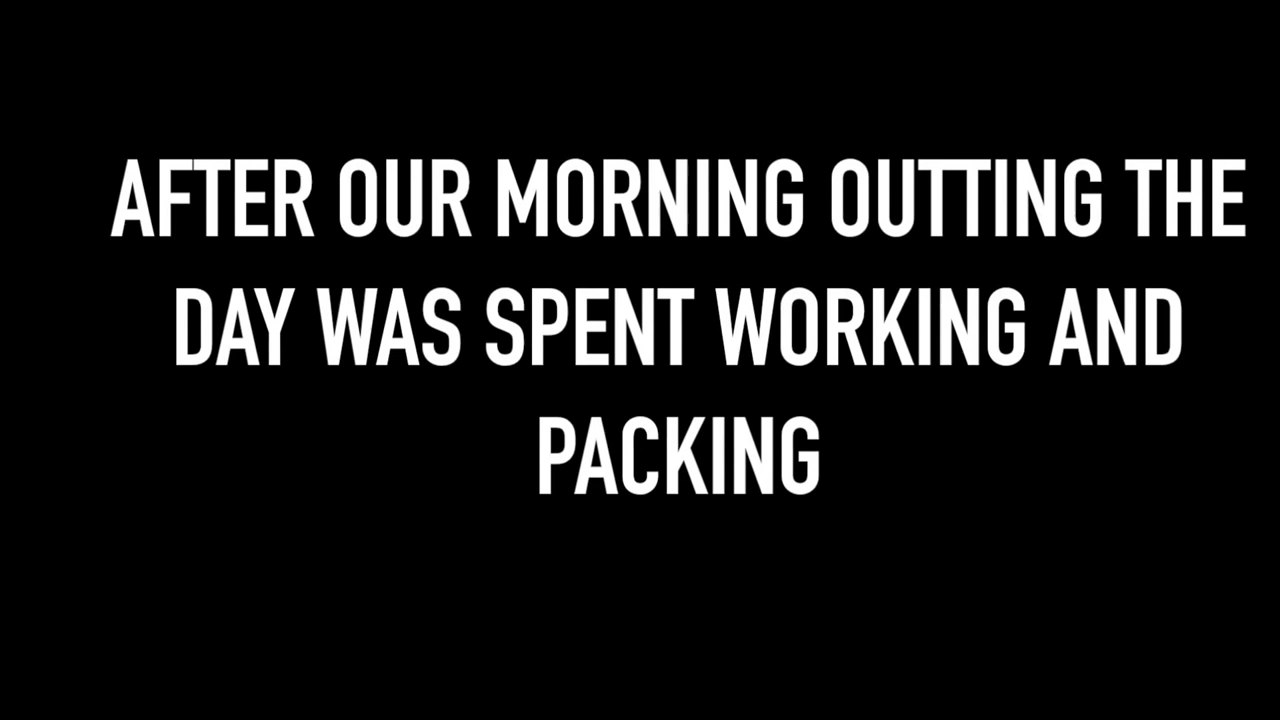 AFTER OUR MORNING OUTTING THE
DAY WAS SPENT WORKING AND
PACKING